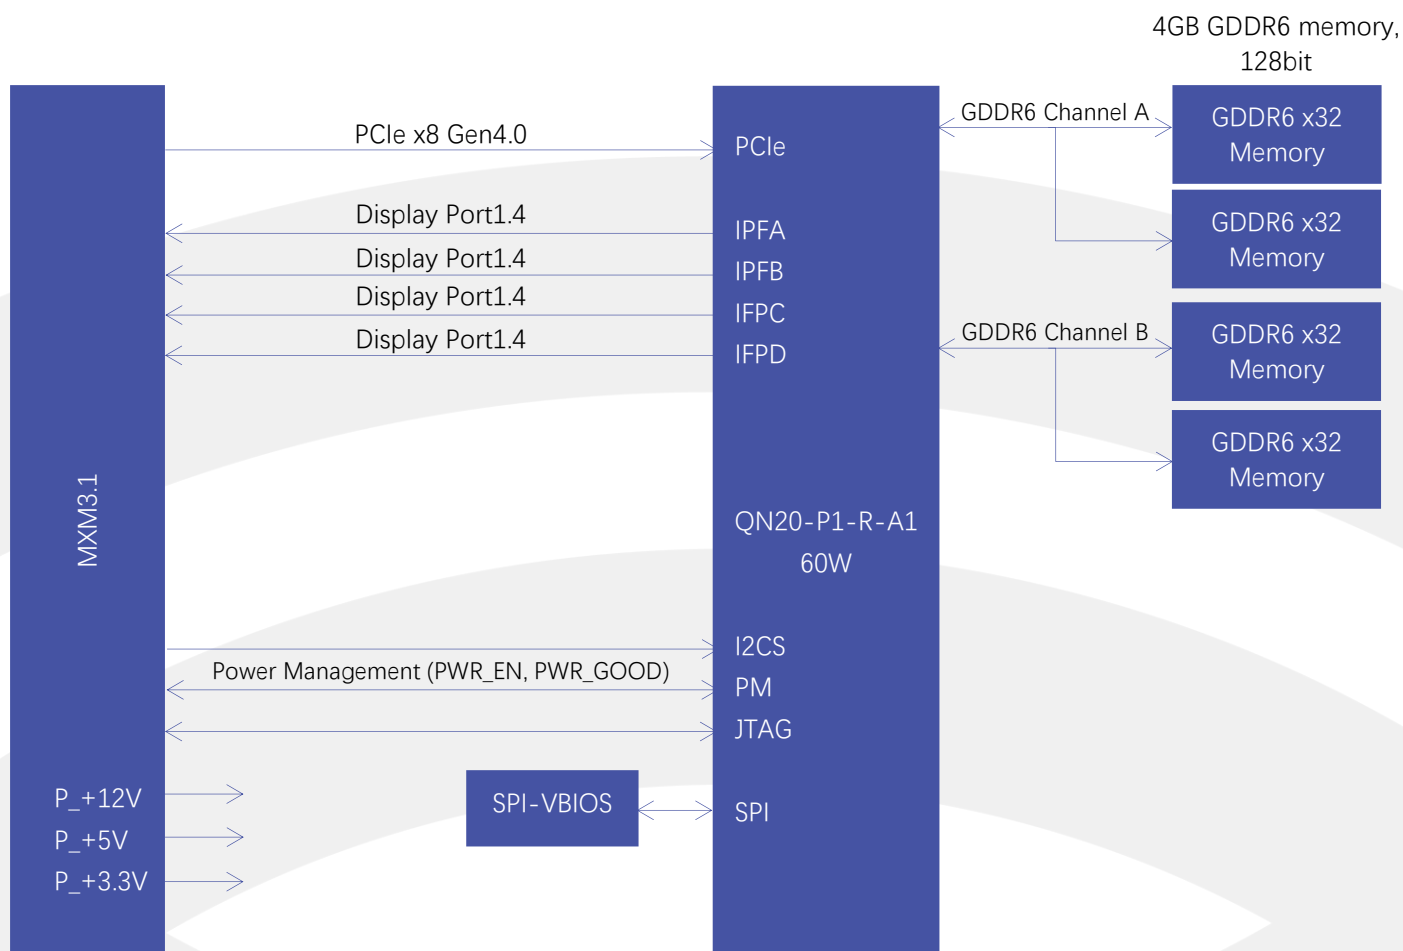 4GB GDDR6 memory,
128bit
MXM3.1
PCIe x8 Gen4.0
Display Port1.4
Display Port1.4
Display Port1.4
Display Port1.4
Power Management (PWR_EN, PWR_GOOD)
P_+12V
P_+5V
P_+3.3V
SPI-VBIOS
PCIe
IPFA
IPFB
IFPC
IFPD
QN20-P1-R-A1
60W
I2CS
PM
JTAG
SPI
GDDR6 Channel A
GDDR6 x32
Memory
GDDR6 x32
Memory
GDDR6 Channel B
GDDR6 x32
Memory
GDDR6 x32
Memory